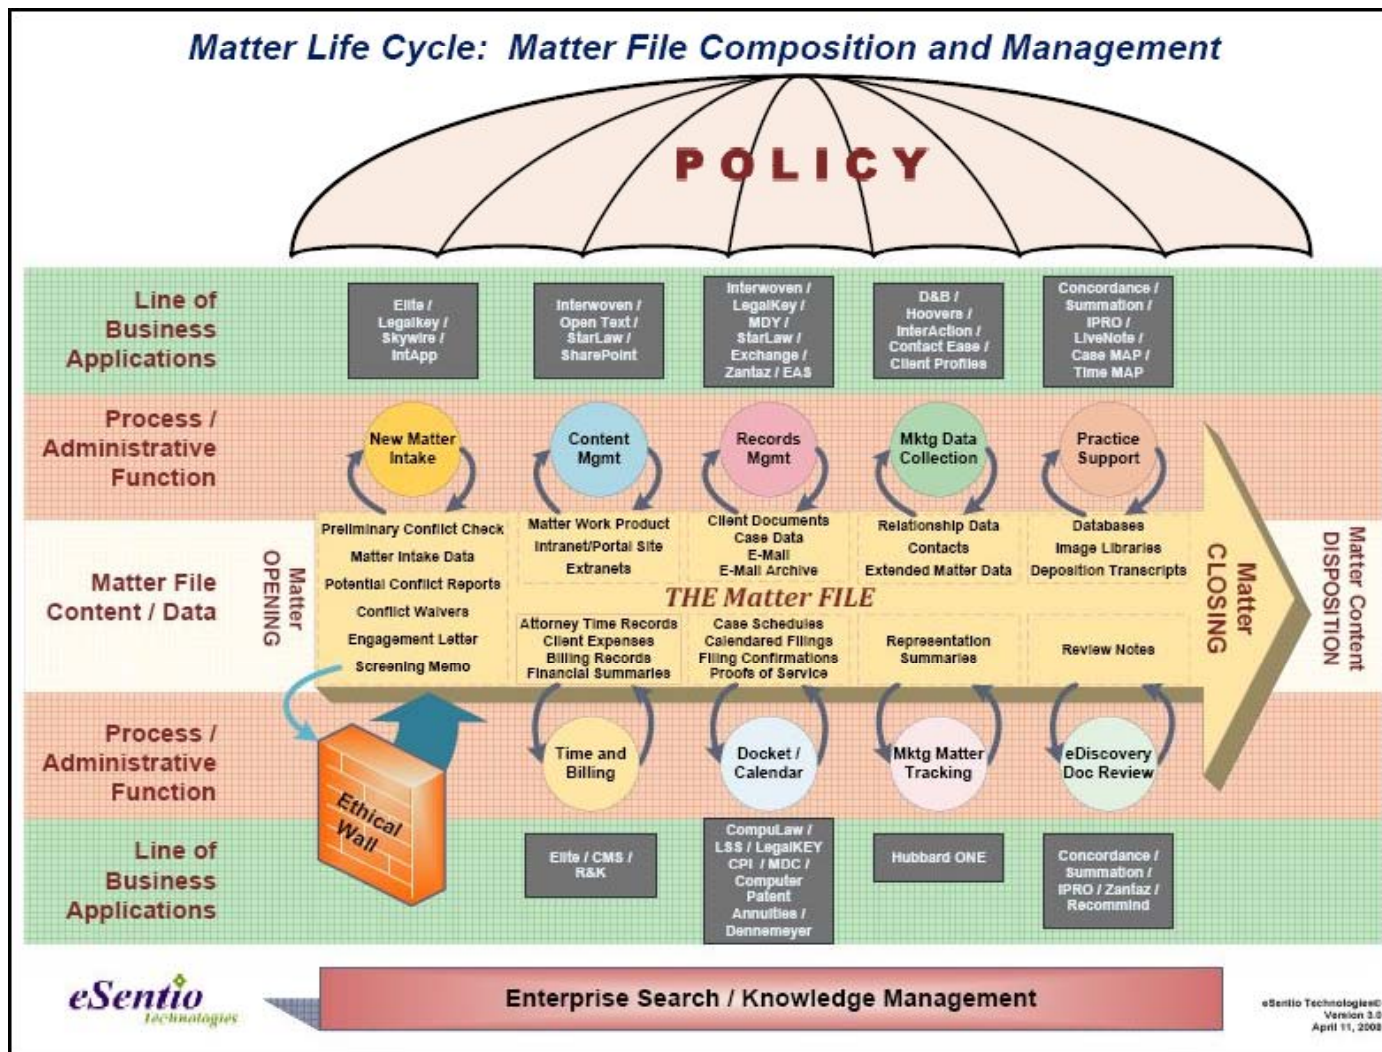 Matter Life Cycle: Matter File Composition and Management
POLICY
Line of
Business
Applications
Elite /
Legalkey /
Skywire /
IntApp
Interwoven /
Open Text /
StarLaw /
SharePoint
Interwoven /
LegalKey /
MDY /
StarLaw /
Exchange /
Zantaz / EAS
D&B /
Hoovers /
InterAction /
Contact Ease /
Client Profiles
Concordance /
Summation /
IPRO /
LiveNote /
Case MAP /
Time MAP
Process /
Administrative
Function
New Matter
Intake
Content
Mgmt
Records
Mgmt
Mktg Data
Collection
Practice
Support
Matter File
Content / Data
Matter
OPENING
Preliminary Conflict Check
Matter Intake Data
Potential Conflict Reports
Conflict Waivers
Engagement Letter
Screening Memo
Matter Work Product
Intranet/Portal Site
Extranets
Client Documents
Case Data
E-Mail
E-Mail Archive
Relationship Data
Contacts
Extended Matter Data
Databases
Image Libraries
Deposition Transcripts
THE Matter FILE
Attorney Time Records
Client Expenses
Billing Records
Financial Summaries
Case Schedules
Calendared Filings
Filing Confirmations
Proofs of Service
Representation
Summaries
Review Notes
Matter
CLOSING
Matter Content
DISPOSITION
Process /
Administrative
Function
Ethical
Wall
Time and
Billing
Docket /
Calendar
Mktg Matter
Tracking
eDiscovery
Doc Review
Line of
Business
Applications
Elite / CMS /
R&K
CompuLaw /
LSS / LegalKEY
CPI / MDC /
Computer
Patent
Annuities /
Dennemeyer
Hubbard ONE
Concordance /
Summation /
IPRO / Zantaz /
Recommind
eSentio
technologies
Enterprise Search / Knowledge Management
eSentio Technologies©
Version 3.0
April 11, 2008